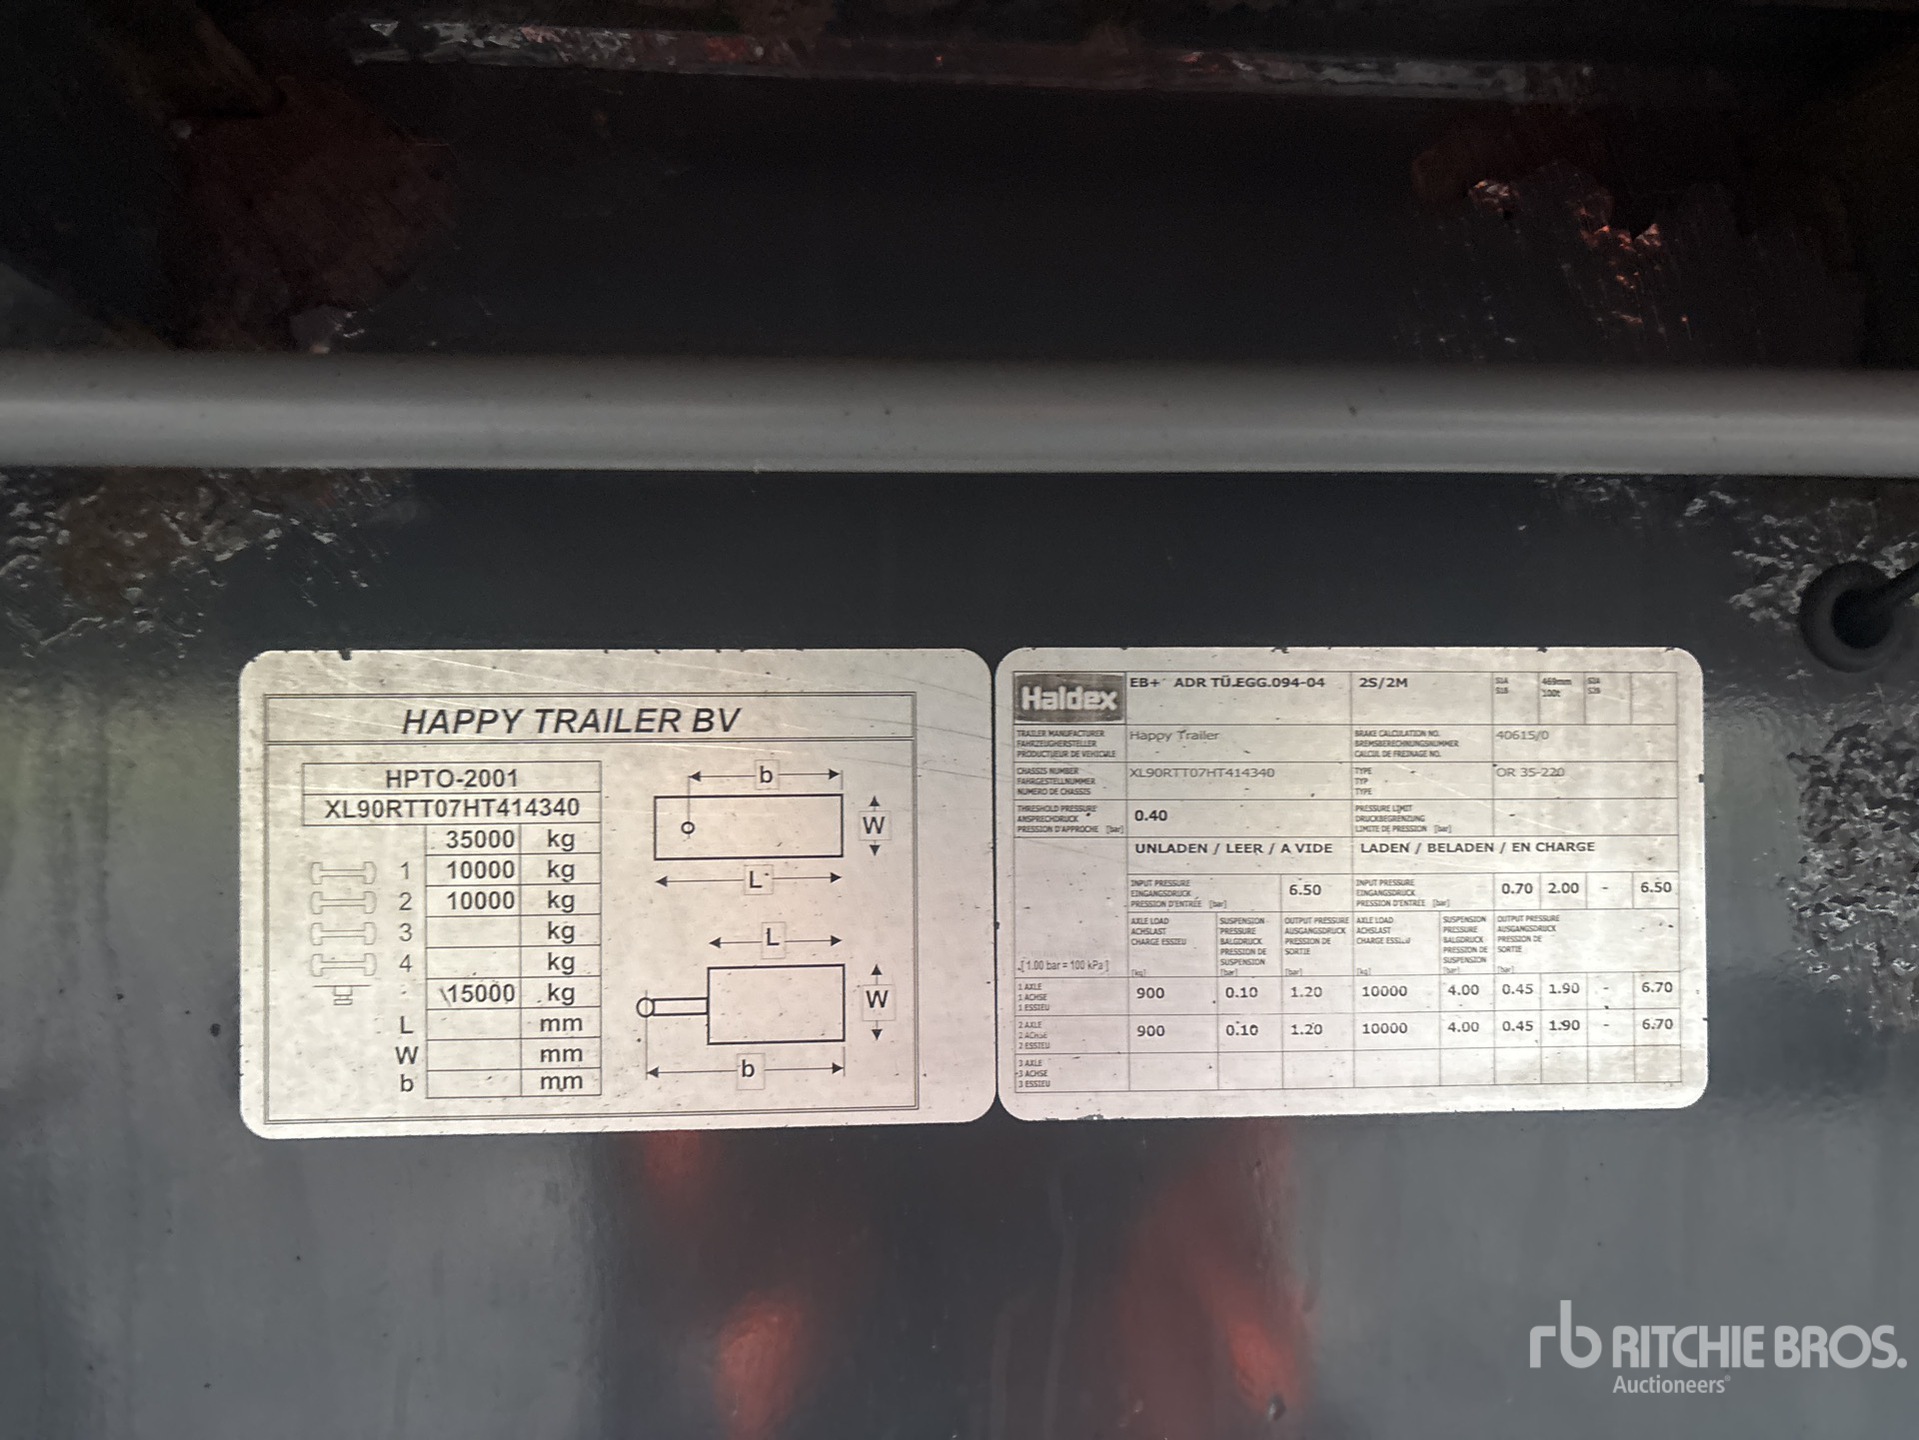 HAPPY TRAILER BV
HPTO-2001
XL90RTT07HT414340
35000 kg
1 10000 kg
2 10000 kg
3 kg
4 kg
15000 kg
L mm
W mm
b mm
b
W
L
L
W
b
Haldex
EB+ ADR TÜ.EGG.094-04 2S/2M
469mm
100t
TRAILER MANUFACTURER
FAHRZEUGHERSTELLER
PRODUCTUEUR DE VEHICULE
Happy Trailer
BRAKE CALCULATION NO.
BREMSBERECHNUNGSNUMMER
CALCUL DE FREINAGE NO.
40615/0
CHASSIS NUMBER
FAHRGESTELLNUMMER
NUMERO DE CHASSIS
XL90RTT07HT414340
TYPE
TYP
TYPE
OR 35-220
THRESHOLD PRESSURE
ANSPRECHDRUCK
PRESSION D'APPROCHE [bar]
0.40
PRESSURE LIMIT
DRUCKBEGRENZUNG
LIMITE DE PRESSION [bar]
-
UNLADEN / LEER / A VIDE LADEN / BELADEN / EN CHARGE
INPUT PRESSURE
EINGANGSDRUCK
PRESSION D'ENTRÉE [bar]
6.50
INPUT PRESSURE
EINGANGSDRUCK
PRESSION D'ENTRÉE [bar]
0.70 2.00 - 6.50
AXLE LOAD
ACHSLAST
CHARGE ESSIEU
[kg]
SUSPENSION
PRESSURE
BALGDRUCK
PRESSION DE
SUSPENSION
[bar]
OUTPUT PRESSURE
AUSGANGSDRUCK
PRESSION DE
SORTIE
[bar]
AXLE LOAD
ACHSLAST
CHARGE ESSIEU
[kg]
SUSPENSION
PRESSURE
BALGDRUCK
PRESSION DE
SUSPENSION
[bar]
OUTPUT PRESSURE
AUSGANGSDRUCK
PRESSION DE
SORTIE
[bar]
[1.00 bar = 100 kPa]
1 AXLE
1 ACHSE
1 ESSIEU
900 0.10 1.20 10000 4.00 0.45 1.90 - 6.70
2 AXLE
2 ACHSE
2 ESSIEU
900 0.10 1.20 10000 4.00 0.45 1.90 - 6.70
3 AXLE
3 ACHSE
3 ESSIEU
rb RITCHIE BROS.
Auctioneers